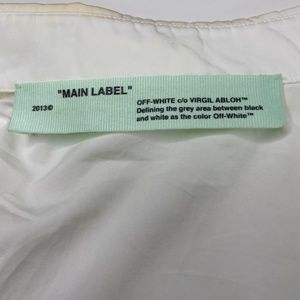 "MAIN LABEL"
2013©
OFF-WHITE c/o VIRGIL ABLOH™
Defining the grey area between black
and white as the color Off-White™